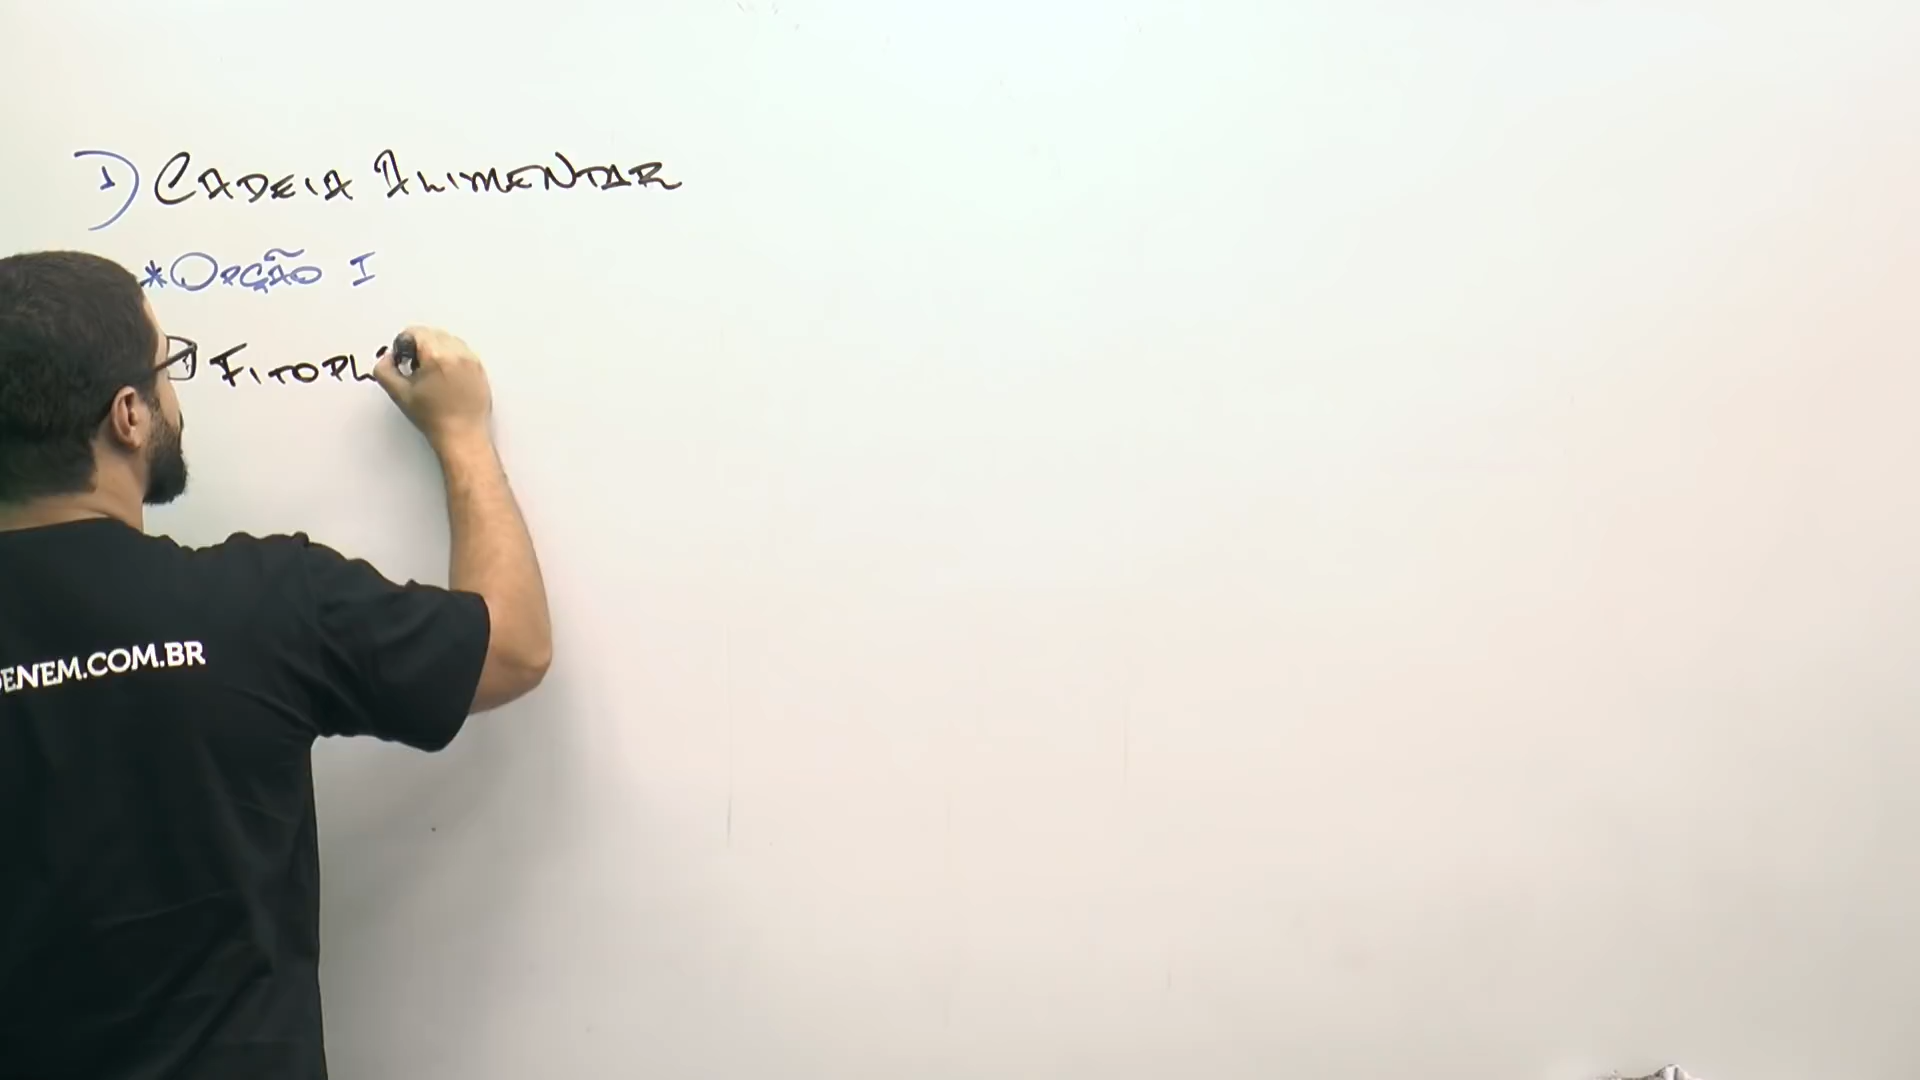 1) CADEIA ALIMENTAR
*OPÇÃO I
FITOPL
ENEM.COM.BR